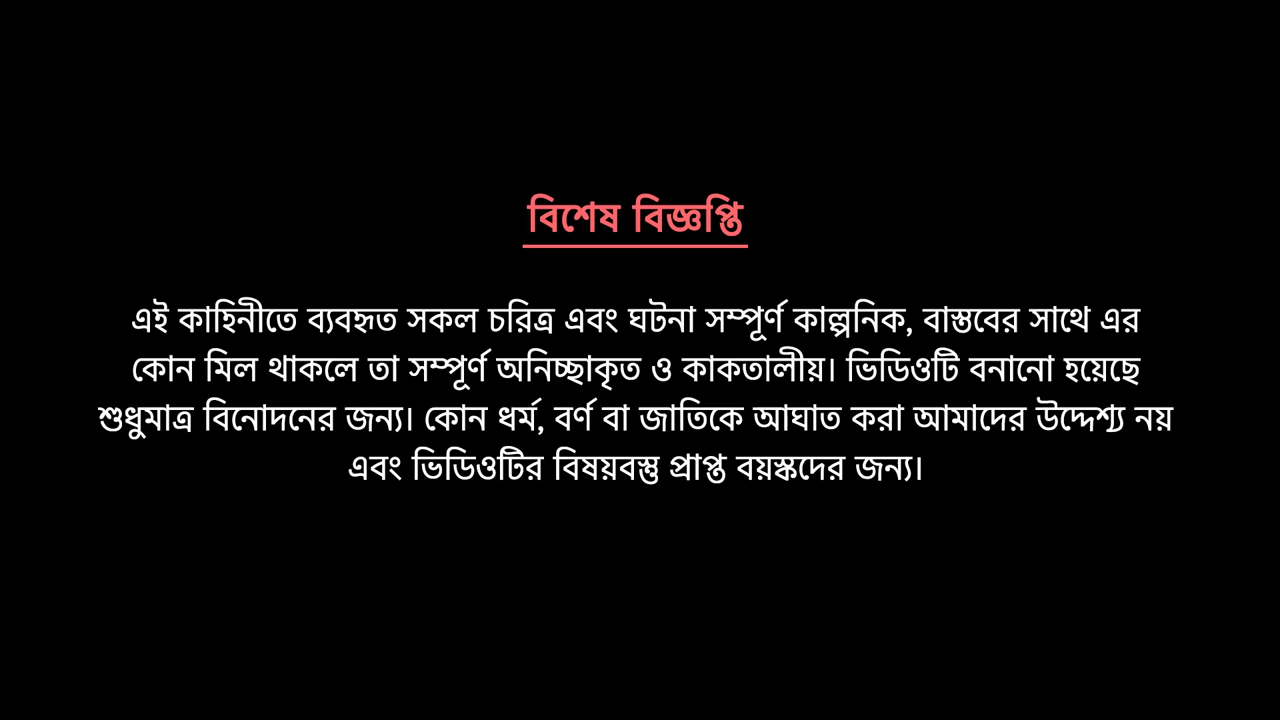 বিশেষ বিজ্ঞপ্তি
এই কাহিনীতে ব্যবহৃত সকল চরিত্র এবং ঘটনা সম্পূর্ণ কাল্পনিক, বাস্তবের সাথে এর
কোন মিল থাকলে তা সম্পূর্ণ অনিচ্ছাকৃত ও কাকতালীয়। ভিডিওটি বনানো হয়েছে
শুধুমাত্র বিনোদনের জন্য। কোন ধর্ম, বর্ণ বা জাতিকে আঘাত করা আমাদের উদ্দেশ্য নয়
এবং ভিডিওটির বিষয়বস্তু প্রাপ্ত বয়স্কদের জন্য।